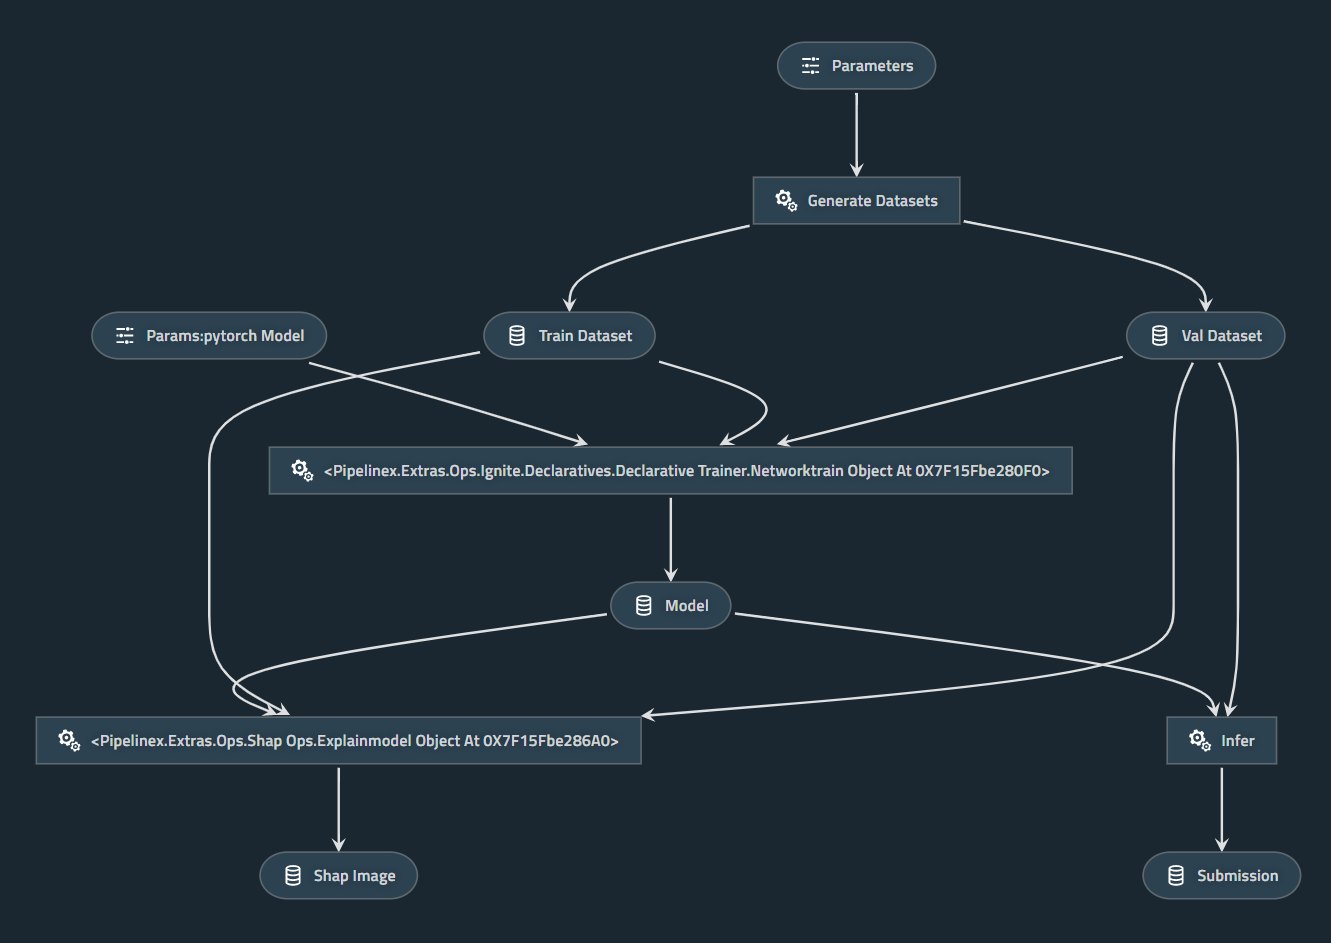 Parameters
Generate Datasets
Params:pytorch Model
Train Dataset
Val Dataset
<Pipelinex.Extras.Ops.Ignite.Declaratives.Declarative Trainer.Networktrain Object At 0X7F15Fbe280F0>
Model
<Pipelinex.Extras.Ops.Shap Ops.Explainmodel Object At 0X7F15Fbe286A0>
Infer
Shap Image
Submission